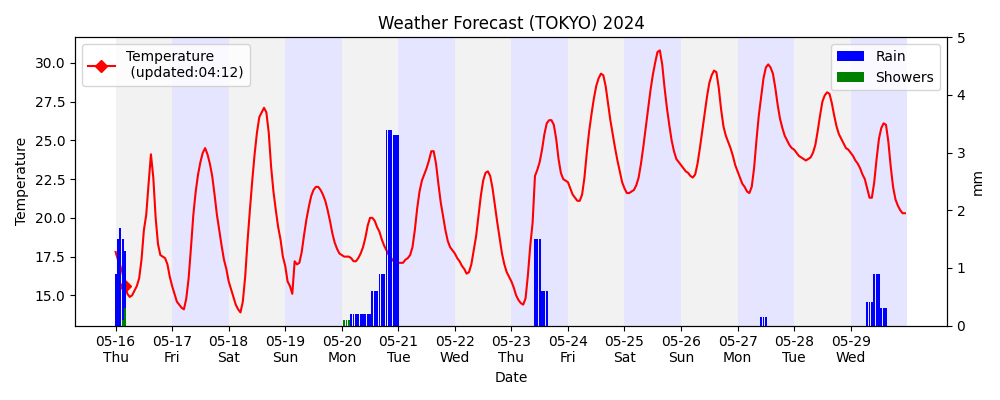 Weather Forecast (TOKYO) 2024
Temperature
(updated:04:12)
Rain
Showers
Temperature
30.0
27.5
25.0
22.5
20.0
17.5
15.0
5
4
3
2
1
0
mm
05-16 05-17 05-18 05-19 05-20 05-21 05-22 05-23 05-24 05-25 05-26 05-27 05-28 05-29
Thu Fri Sat Sun Mon Tue Wed Thu Fri Sat Sun Mon Tue Wed
Date